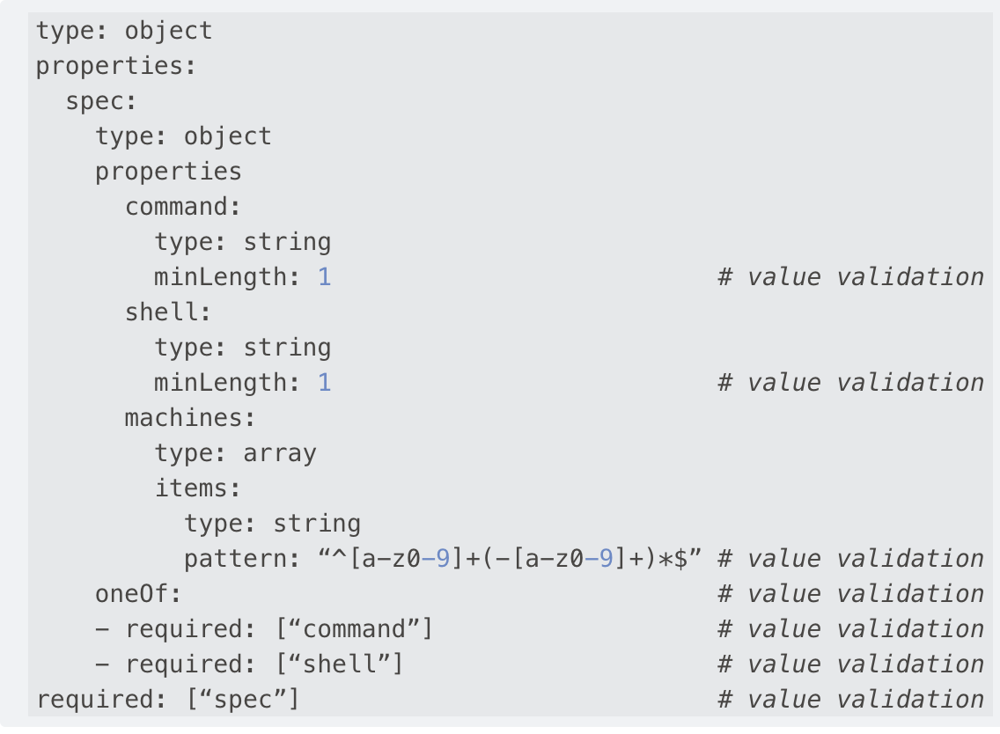 type: object
properties:
  spec:
    type: object
    properties
      command:
        type: string
        minLength: 1                          # value validation
      shell:
        type: string
        minLength: 1                          # value validation
      machines:
        type: array
        items:
          type: string
          pattern: “^[a-z0-9]+(-[a-z0-9]+)*$” # value validation
    oneOf:                                    # value validation
    - required: [“command”]                   # value validation
    - required: [“shell”]                     # value validation
required: [“spec”]                            # value validation